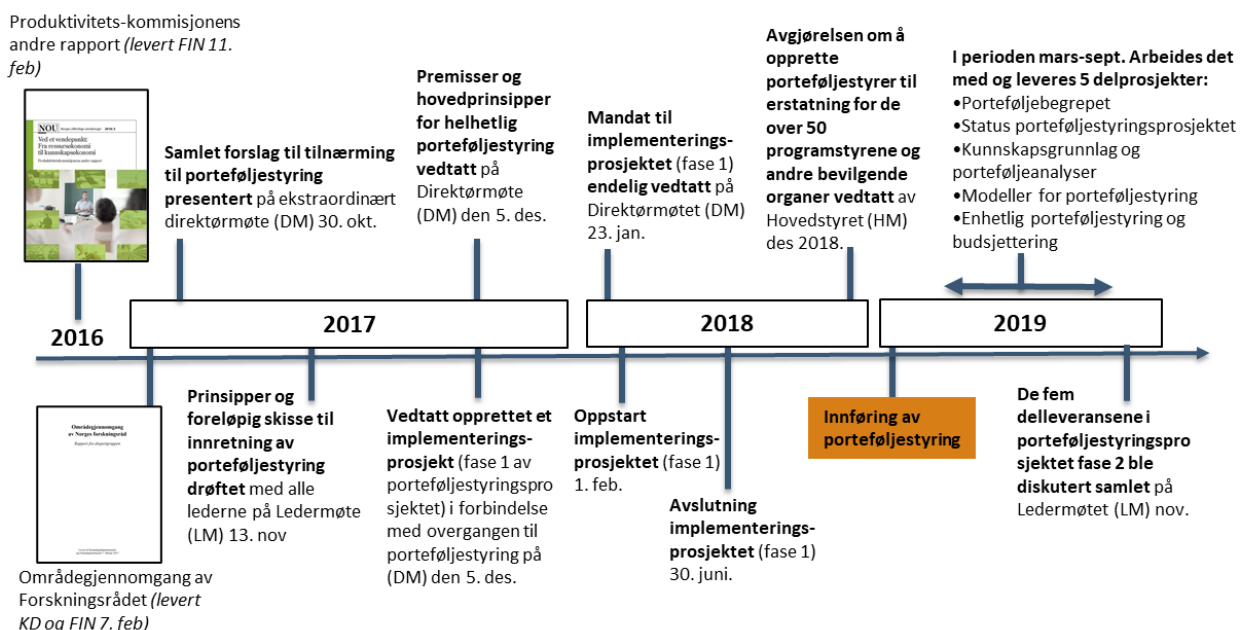 Produktivitets-kommisjonens
andre rapport (levert FIN 11.
feb)
NOU
Ved et vendepunkt:
Fra ressursøkonomi
til kunnskapsøkonomi
Samlet forslag til tilnærming
til porteføljestyring
presentert på ekstraordinært
direktørmøte (DM) 30. okt.
Premisser og
hovedprinsipper
for helhetlig
porteføljestyring
vedtatt på
Direktørmøte
(DM) den 5. des.
Mandat til
implementerings-
prosjektet (fase 1)
endelig vedtatt på
Direktørmøtet (DM)
23. jan.
Avgjørelsen om å
opprette
porteføljestyrer til
erstatning for de
over 50
programstyrene og
andre bevilgende
organer vedtatt av
Hovedstyret (HM)
des 2018.
I perioden mars-sept. Arbeides det
med og leveres 5 delprosjekter:
•Porteføljebegrepet
•Status porteføljestyringsprosjektet
•Kunnskapsgrunnlag og
porteføljeanalyser
•Modeller for porteføljestyring
•Enhetlig porteføljestyring og
budsjettering
2016
2017
2018
2019
Områdegjennomgang
av Norges forskningsråd
Rapport fra ekspertgruppen
Områdegjennomgang av
Forskningsrådet (levert
KD og FIN 7. feb)
Prinsipper og
foreløpig skisse til
innretning av
porteføljestyring
drøftet med alle
lederne på Ledermøte
(LM) 13. nov
Vedtatt opprettet et
implementerings-
prosjekt (fase 1 av
porteføljestyringspro
sjektet) i forbindelse
med overgangen til
porteføljestyring på
(DM) den 5. des.
Oppstart
implementerings-
prosjektet (fase 1)
1. feb.
Avslutning
implementerings-
prosjektet (fase 1)
30. juni.
Innføring av
porteføljestyring
De fem
delleveransene i
porteføljestyringspro
sjektet fase 2 ble
diskutert samlet på
Ledermøtet (LM) nov.